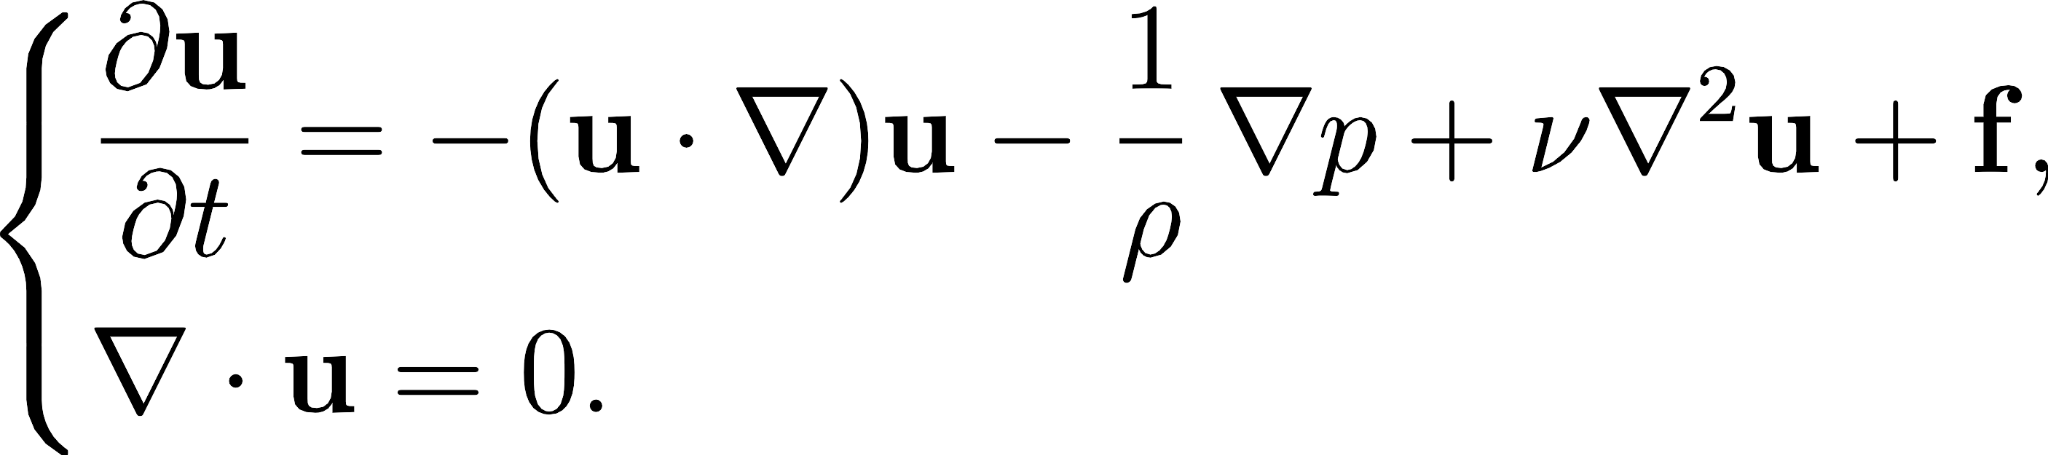 ∂𝐮/∂t = −(𝐮 · ∇)𝐮 − 1/ρ ∇p + ν∇²𝐮 + 𝐟,
∇ · 𝐮 = 0.